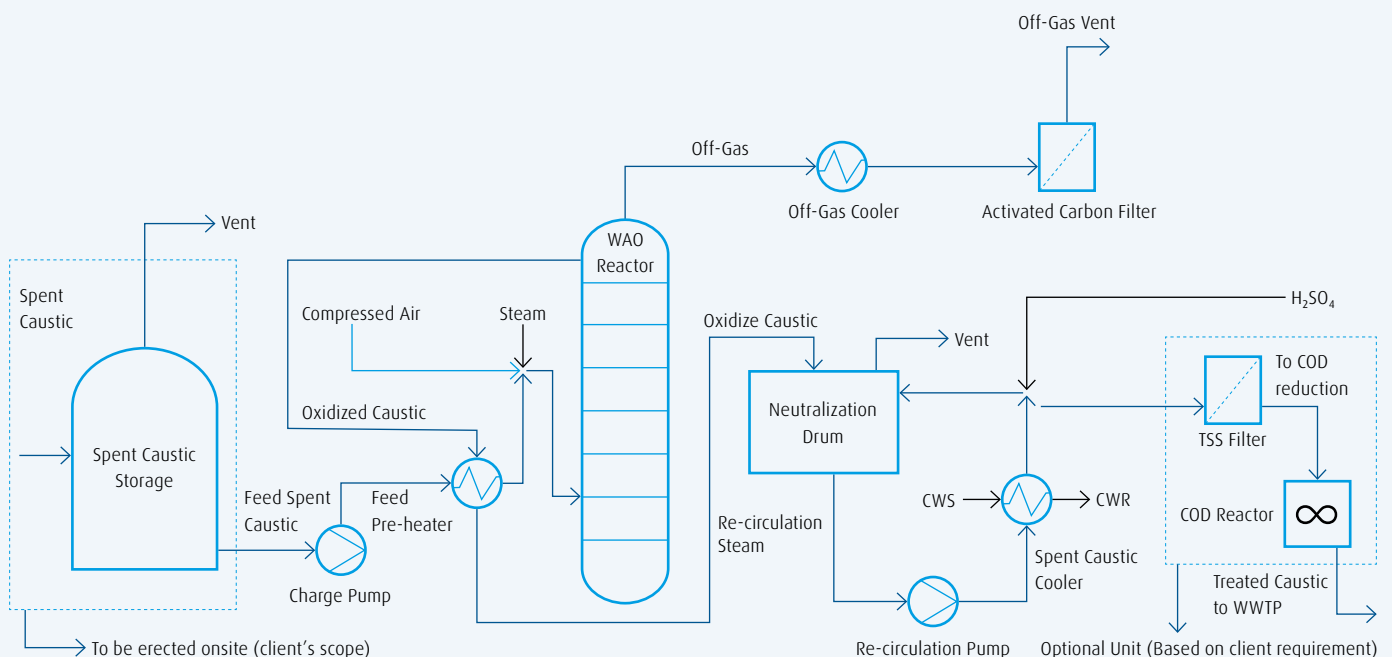 Off-Gas Vent
Off-Gas
Off-Gas Cooler
Activated Carbon Filter
Vent
WAO
Reactor
Spent
Caustic
Compressed Air
Steam
Oxidize Caustic
H₂SO₄
Vent
To COD
reduction
Oxidized Caustic
Neutralization
Drum
TSS Filter
Spent Caustic
Storage
Feed Spent
Caustic
Feed
Pre-heater
CWS
CWR
COD Reactor
Re-circulation
Steam
Spent Caustic
Cooler
Charge Pump
Treated Caustic
to WWTP
To be erected onsite (client's scope)
Re-circulation Pump
Optional Unit (Based on client requirement)